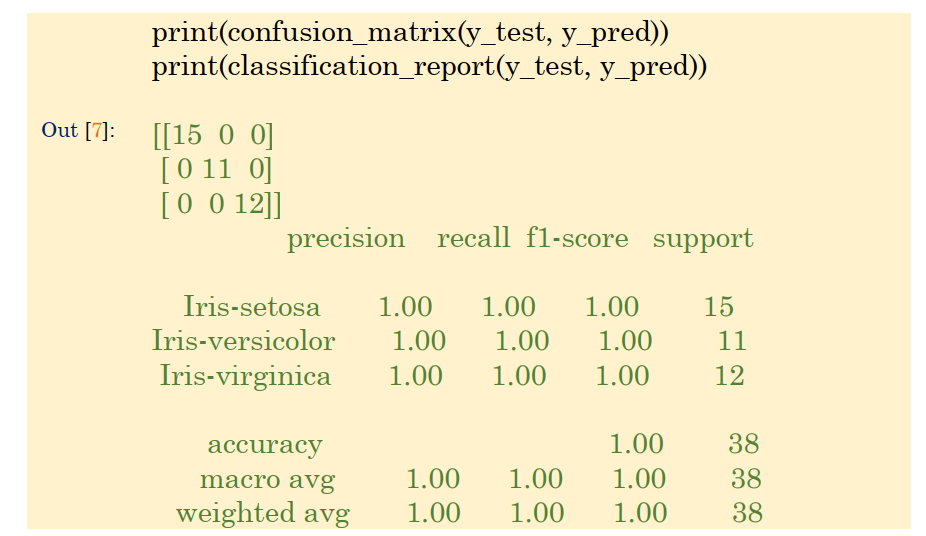 print(confusion_matrix(y_test, y_pred))
print(classification_report(y_test, y_pred))
Out [7]: [[15 0 0]
[ 0 11 0]
[ 0 0 12]]
precision recall f1-score support
Iris-setosa 1.00 1.00 1.00 15
Iris-versicolor 1.00 1.00 1.00 11
Iris-virginica 1.00 1.00 1.00 12
accuracy 1.00 38
macro avg 1.00 1.00 1.00 38
weighted avg 1.00 1.00 1.00 38